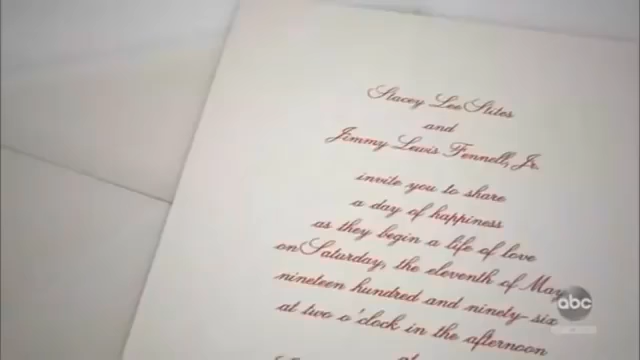 Stacey Lee Stites
and
Jimmy Lewis Fennell, Jr.
invite you to share
a day of happiness
as they begin a life of love
on Saturday, the eleventh of May,
nineteen hundred and ninety-six
at two o'clock in the afternoon
at
abc